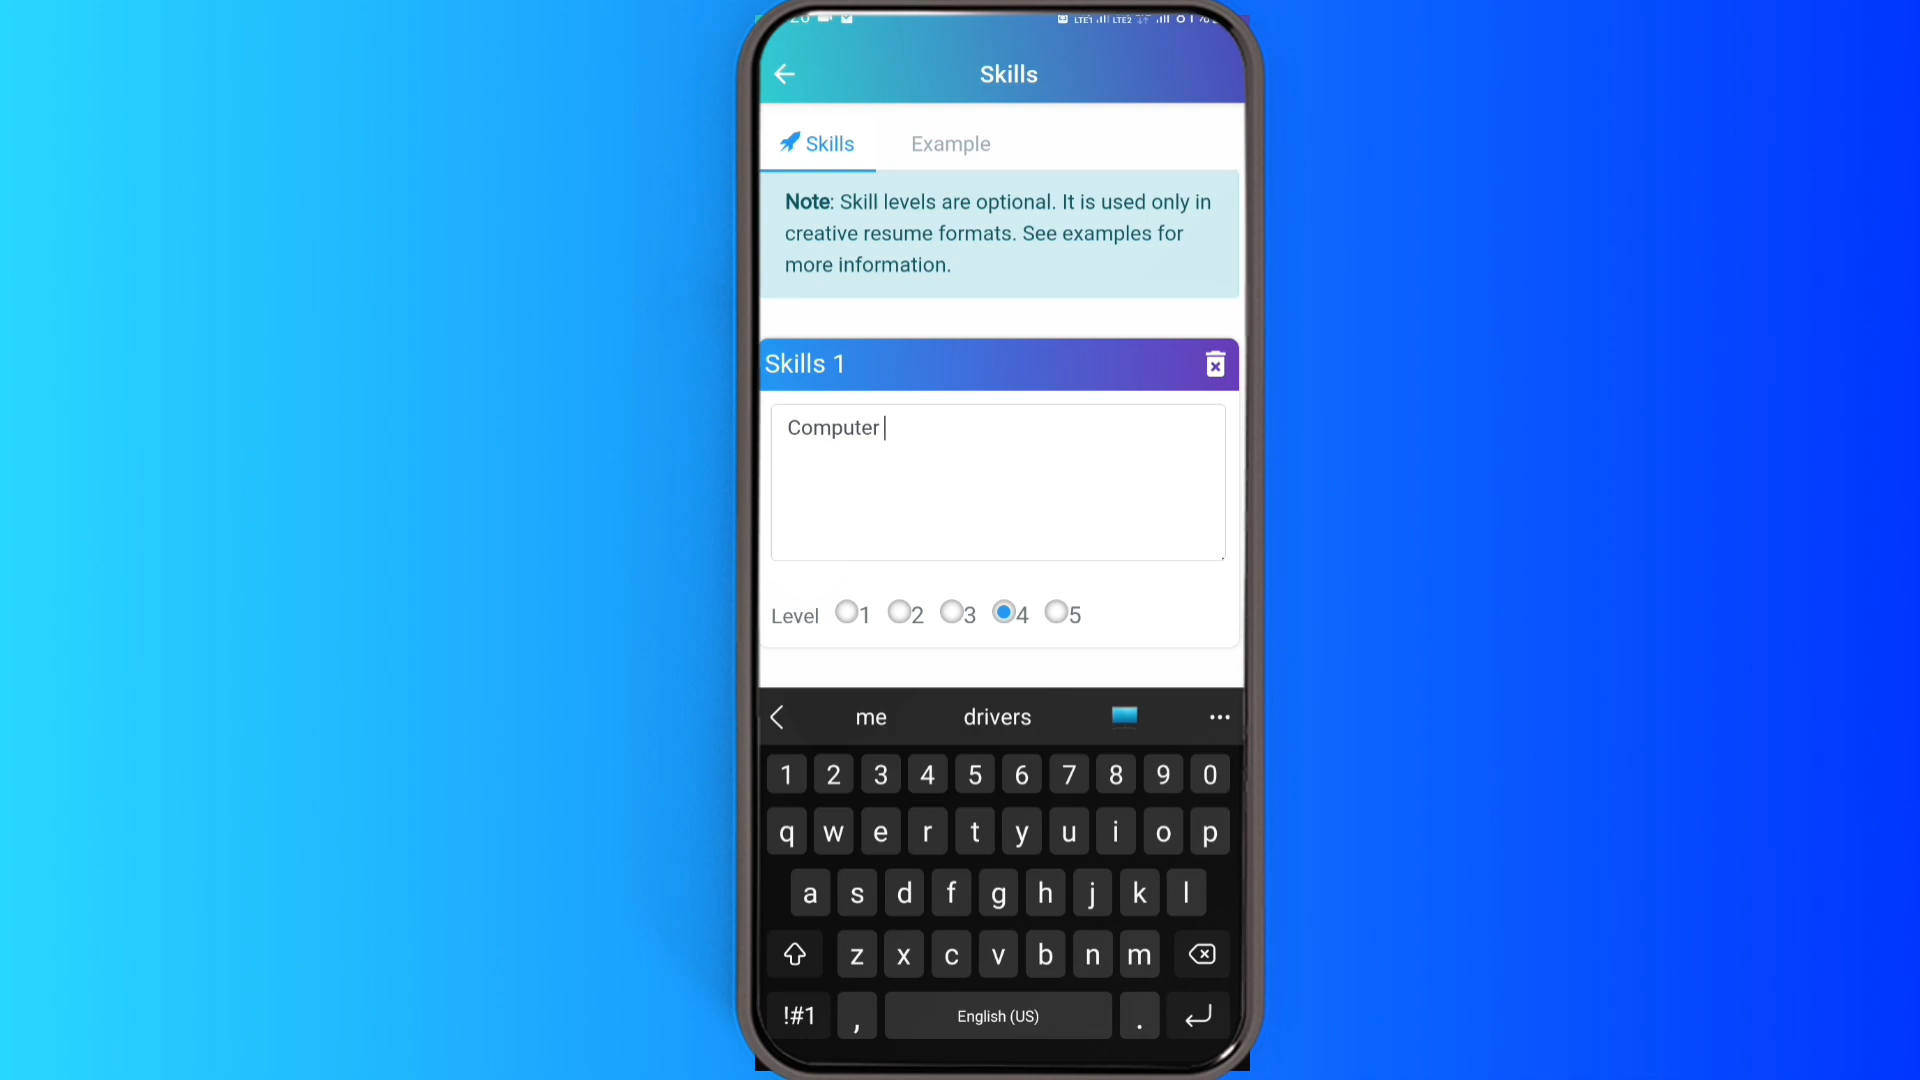 LTE1 LTE2
Skills
Skills Example
Note: Skill levels are optional. It is used only in
creative resume formats. See examples for
more information.
Skills 1
Computer
Level 1 2 3 4 5
me drivers
1 2 3 4 5 6 7 8 9 0
q w e r t y u i o p
a s d f g h j k l
z x c v b n m
!#1 , English (US) .